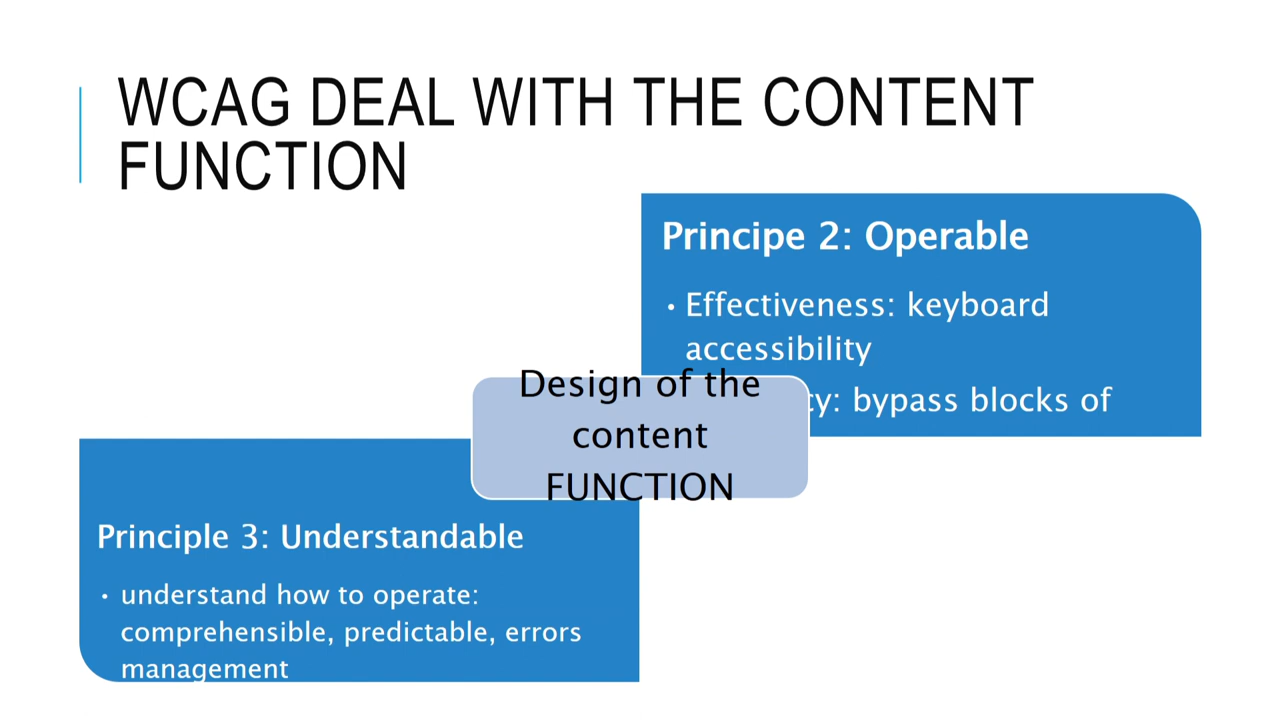 WCAG DEAL WITH THE CONTENT
FUNCTION
Principe 2: Operable
• Effectiveness: keyboard
accessibility
cy: bypass blocks of
Design of the
content
FUNCTION
Principle 3: Understandable
• understand how to operate:
comprehensible, predictable, errors
management